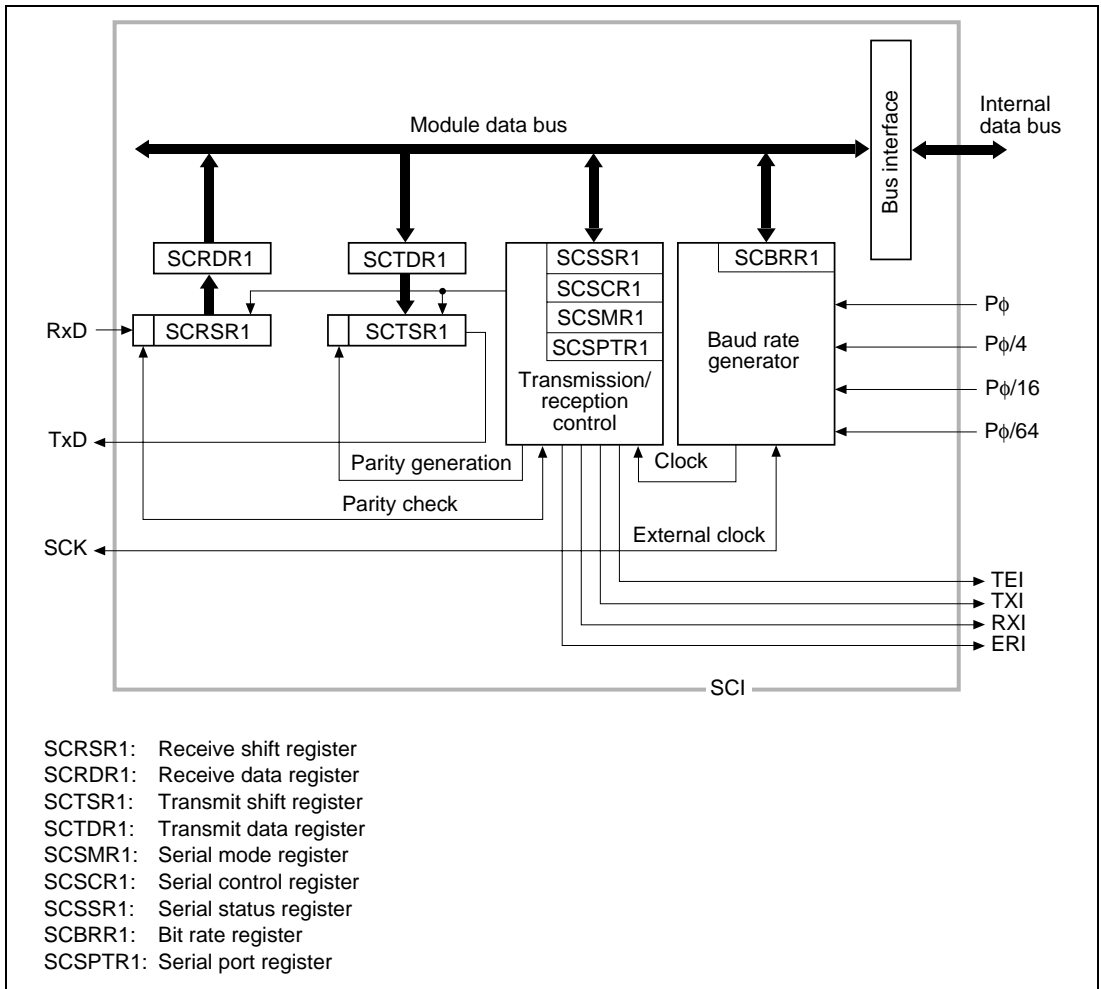 Module data bus
Bus interface
Internal
data bus
SCRDR1
SCTDR1
SCSSR1
SCSCR1
SCSMR1
SCSPTR1
Transmission/
reception
control
SCBRR1
Baud rate
generator
RxD
SCRSR1
SCTSR1
Pφ
Pφ/4
Pφ/16
Pφ/64
TxD
Parity generation
Clock
Parity check
SCK
External clock
TEI
TXI
RXI
ERI
SCI
SCRSR1: Receive shift register
SCRDR1: Receive data register
SCTSR1: Transmit shift register
SCTDR1: Transmit data register
SCSMR1: Serial mode register
SCSCR1: Serial control register
SCSSR1: Serial status register
SCBRR1: Bit rate register
SCSPTR1: Serial port register